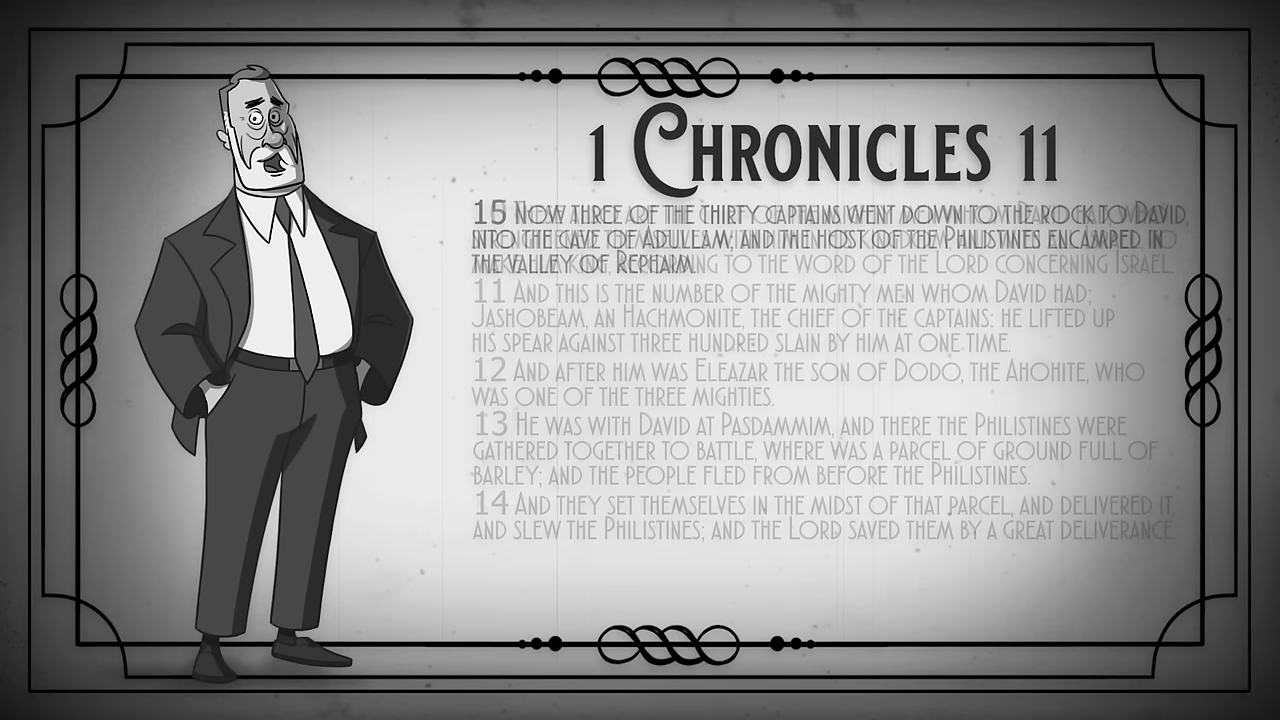 1 Chronicles 11
15 Now three of the thirty captains went down to the rock to David,
into the cave of Adullam; and the host of the Philistines encamped in
the valley of Rephaim. to the word of the Lord concerning Israel.
11 And this is the number of the mighty men whom David had;
Jashobeam, an Hachmonite, the chief of the captains: he lifted up
his spear against three hundred slain by him at one time.
12 And after him was Eleazar the son of Dodo, the Ahohite, who
was one of the three mighties.
13 He was with David at Pasdammim, and there the Philistines were
gathered together to battle, where was a parcel of ground full of
barley; and the people fled from before the Philistines.
14 And they set themselves in the midst of that parcel, and delivered it,
and slew the Philistines; and the Lord saved them by a great deliverance.